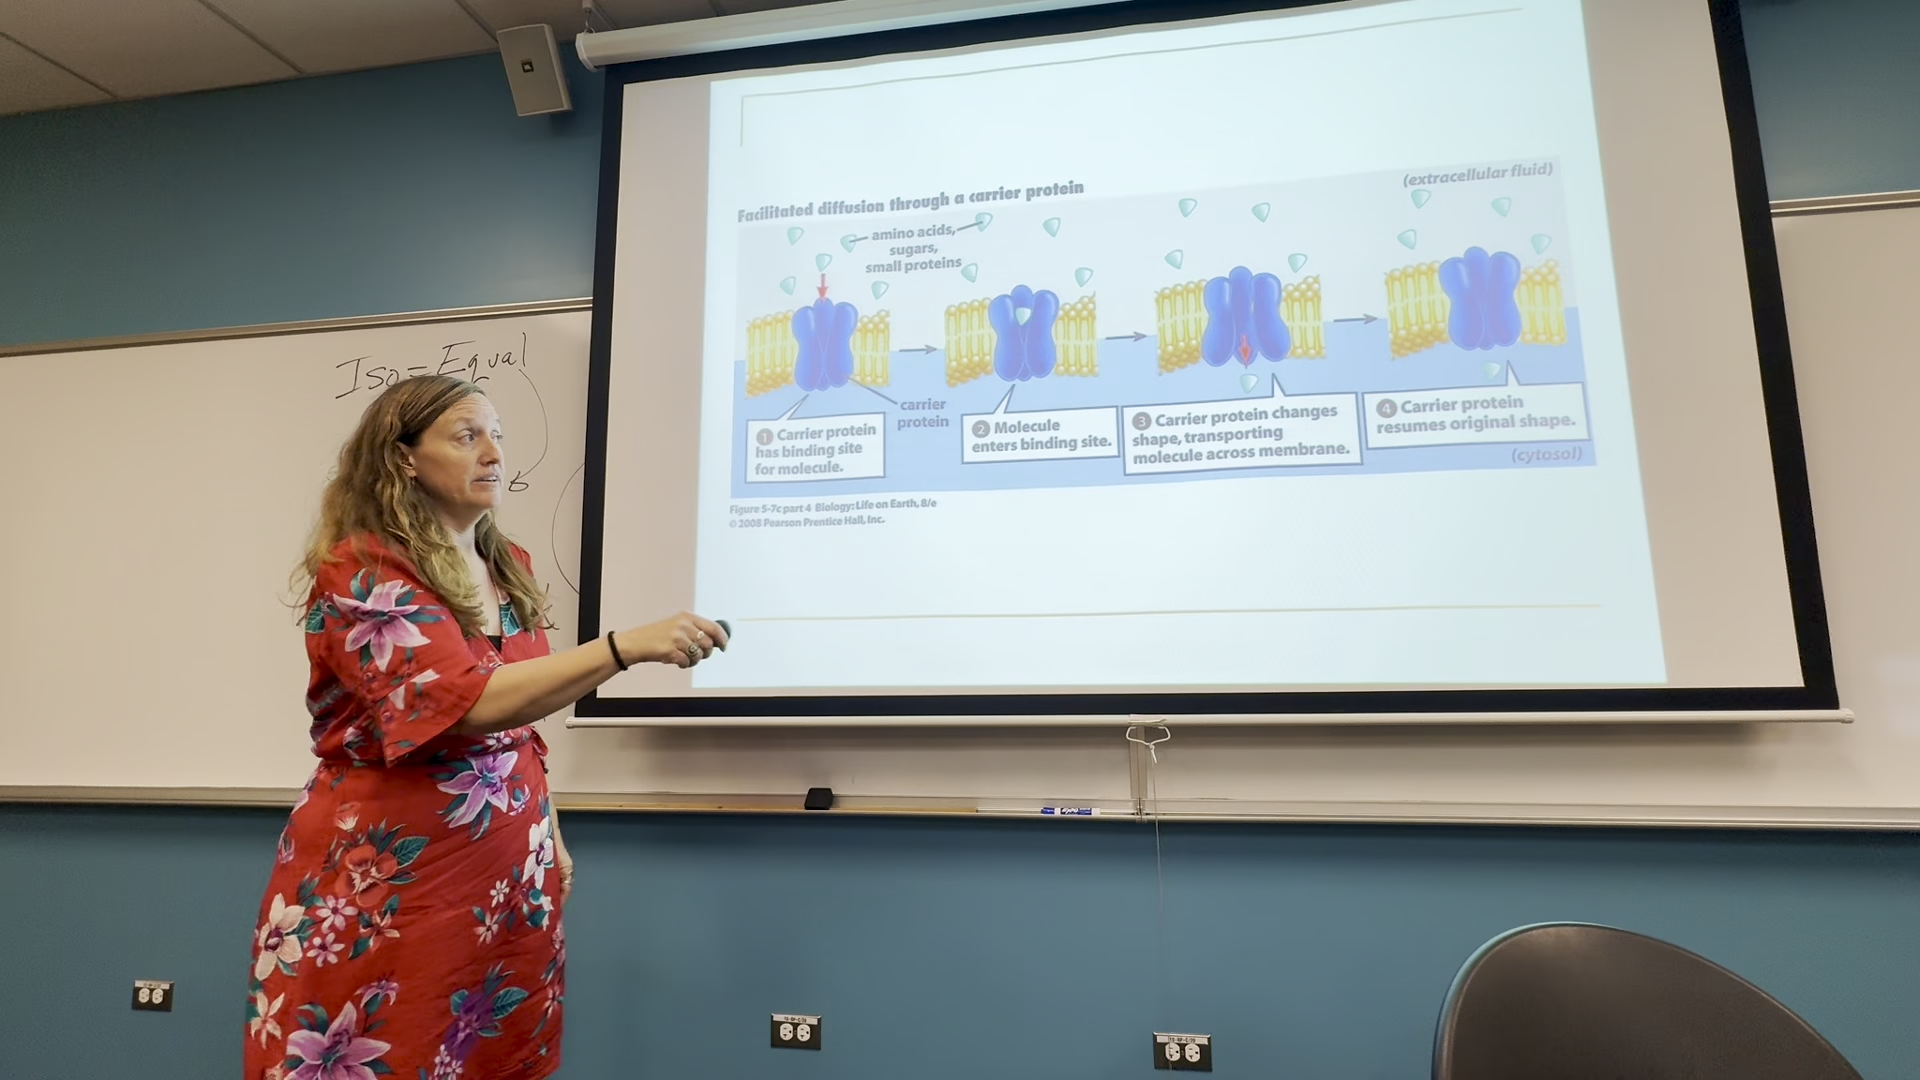 Iso = Equal
Facilitated diffusion through a carrier protein
(extracellular fluid)
amino acids,
sugars,
small proteins
carrier
protein
1 Carrier protein
has binding site
for molecule.
2 Molecule
enters binding site.
3 Carrier protein changes
shape, transporting
molecule across membrane.
4 Carrier protein
resumes original shape.
(cytosol)
Figure 5-7c part 4 Biology: Life on Earth, 8/e
© 2008 Pearson Prentice Hall, Inc.